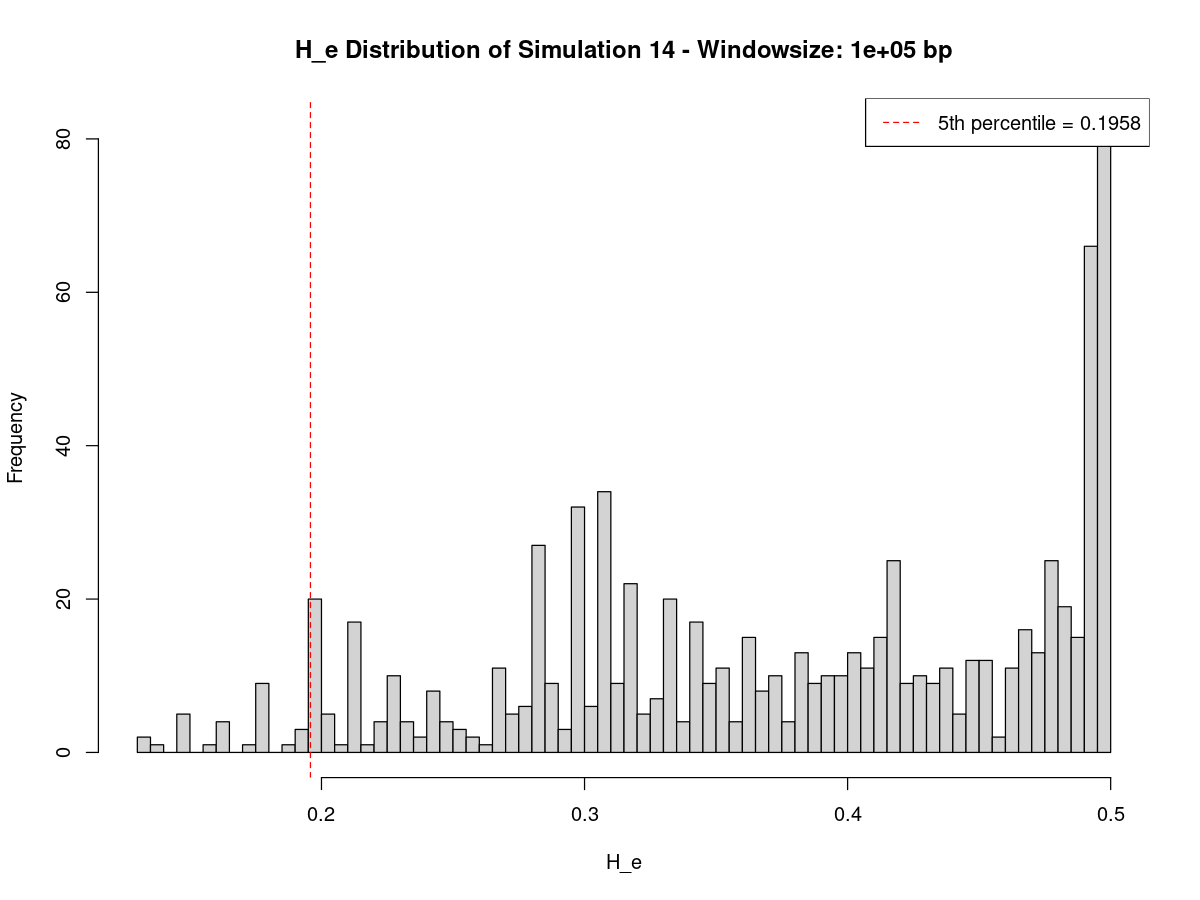 H_e Distribution of Simulation 14 - Windowsize: 1e+05 bp
5th percentile = 0.1958
80
60
40
20
0
Frequency
0.2 0.3 0.4 0.5
H_e